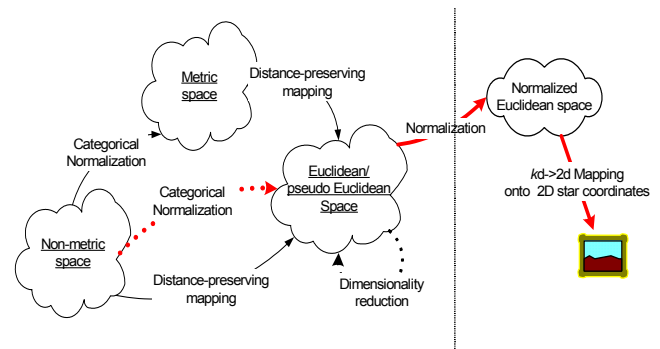 Metric
space
Distance-preserving
mapping
Normalized
Euclidean space
Normalization
Categorical
Normalization
Euclidean/
pseudo Euclidean
Space
Categorical
Normalization
kd->2d Mapping
onto 2D star coordinates
Non-metric
space
Distance-preserving
mapping
Dimensionality
reduction